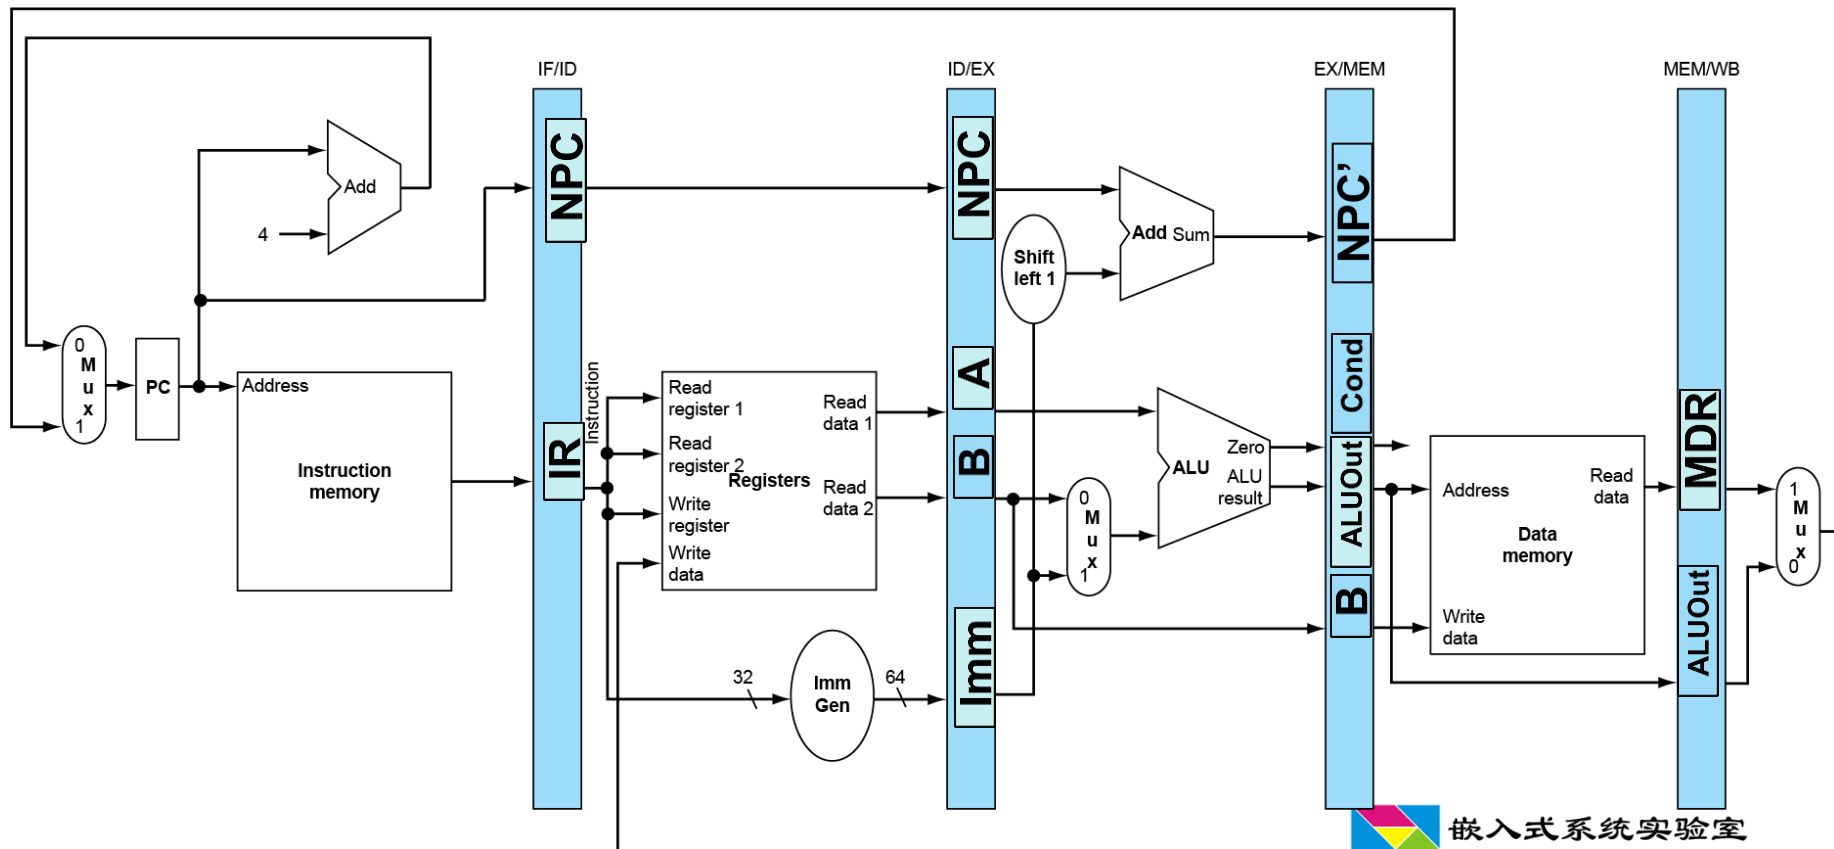 IF/ID
ID/EX
EX/MEM
MEM/WB
Add
4
NPC
NPC
Shift
left 1
Add Sum
NPC'
0
M
u
x
1
PC
Address
Instruction
memory
IR
Instruction
Read
register 1
Read
register 2
Write
register
Write
data
Registers
Read
data 1
Read
data 2
A
B
Imm
32
Imm
Gen
64
0
M
u
x
1
Zero
ALU
ALU
result
Cond
ALUOut
B
Address
Read
data
Data
memory
Write
data
MDR
ALUOut
1
M
u
x
0
嵌入式系统实验室